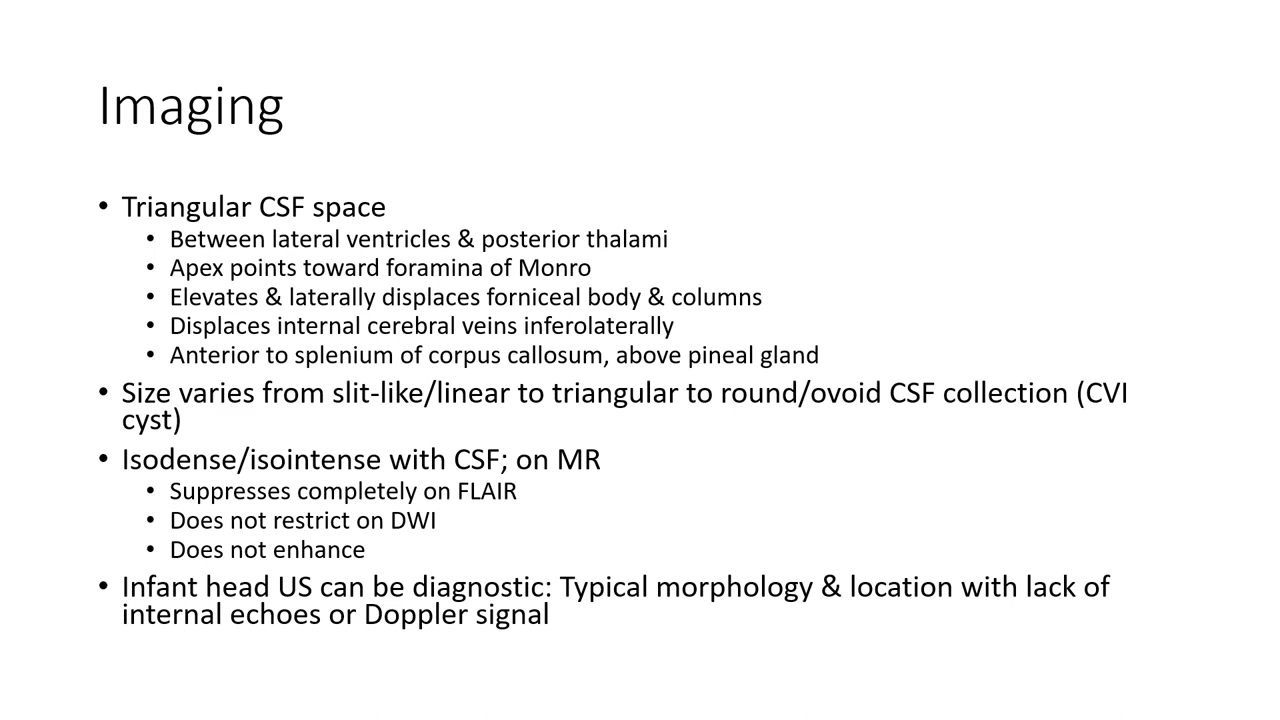 Imaging
• Triangular CSF space
• Between lateral ventricles & posterior thalami
• Apex points toward foramina of Monro
• Elevates & laterally displaces forniceal body & columns
• Displaces internal cerebral veins inferolaterally
• Anterior to splenium of corpus callosum, above pineal gland
• Size varies from slit-like/linear to triangular to round/ovoid CSF collection (CVI
cyst)
• Isodense/isointense with CSF; on MR
• Suppresses completely on FLAIR
• Does not restrict on DWI
• Does not enhance
• Infant head US can be diagnostic: Typical morphology & location with lack of
internal echoes or Doppler signal